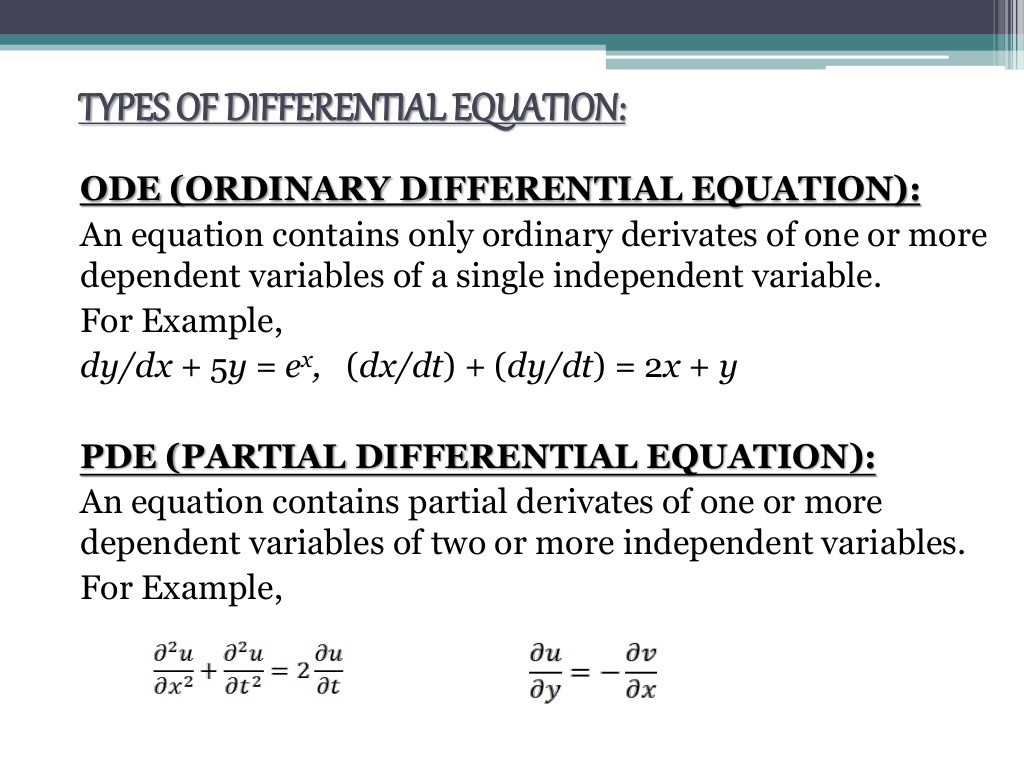 TYPES OF DIFFERENTIAL EQUATION:
ODE (ORDINARY DIFFERENTIAL EQUATION):
An equation contains only ordinary derivates of one or more
dependent variables of a single independent variable.
For Example,
dy/dx + 5y = eˣ, (dx/dt) + (dy/dt) = 2x + y
PDE (PARTIAL DIFFERENTIAL EQUATION):
An equation contains partial derivates of one or more
dependent variables of two or more independent variables.
For Example,
∂²u/∂x² + ∂²u/∂t² = 2 ∂u/∂t    ∂u/∂y = − ∂v/∂x